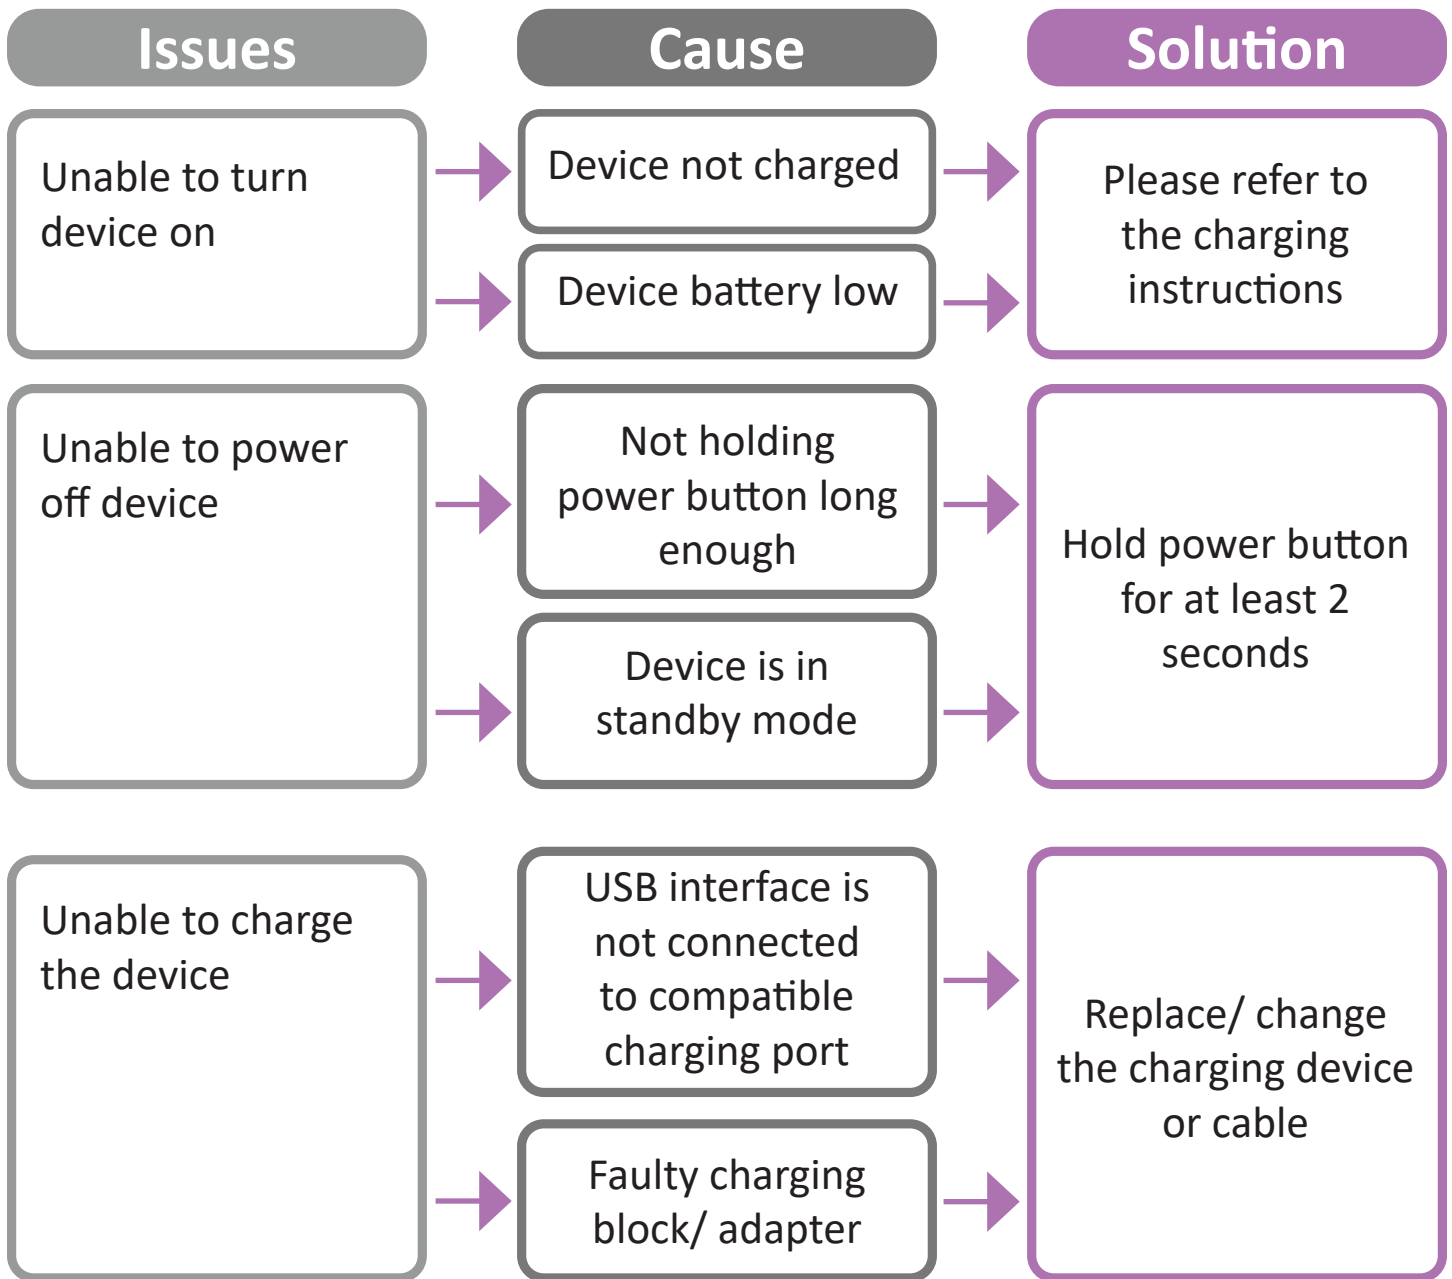 Issues
Cause
Solution
Unable to turn
device on
Device not charged
Device battery low
Please refer to
the charging
instructions
Unable to power
off device
Not holding
power button long
enough
Device is in
standby mode
Hold power button
for at least 2
seconds
Unable to charge
the device
USB interface is
not connected
to compatible
charging port
Faulty charging
block/ adapter
Replace/ change
the charging device
or cable